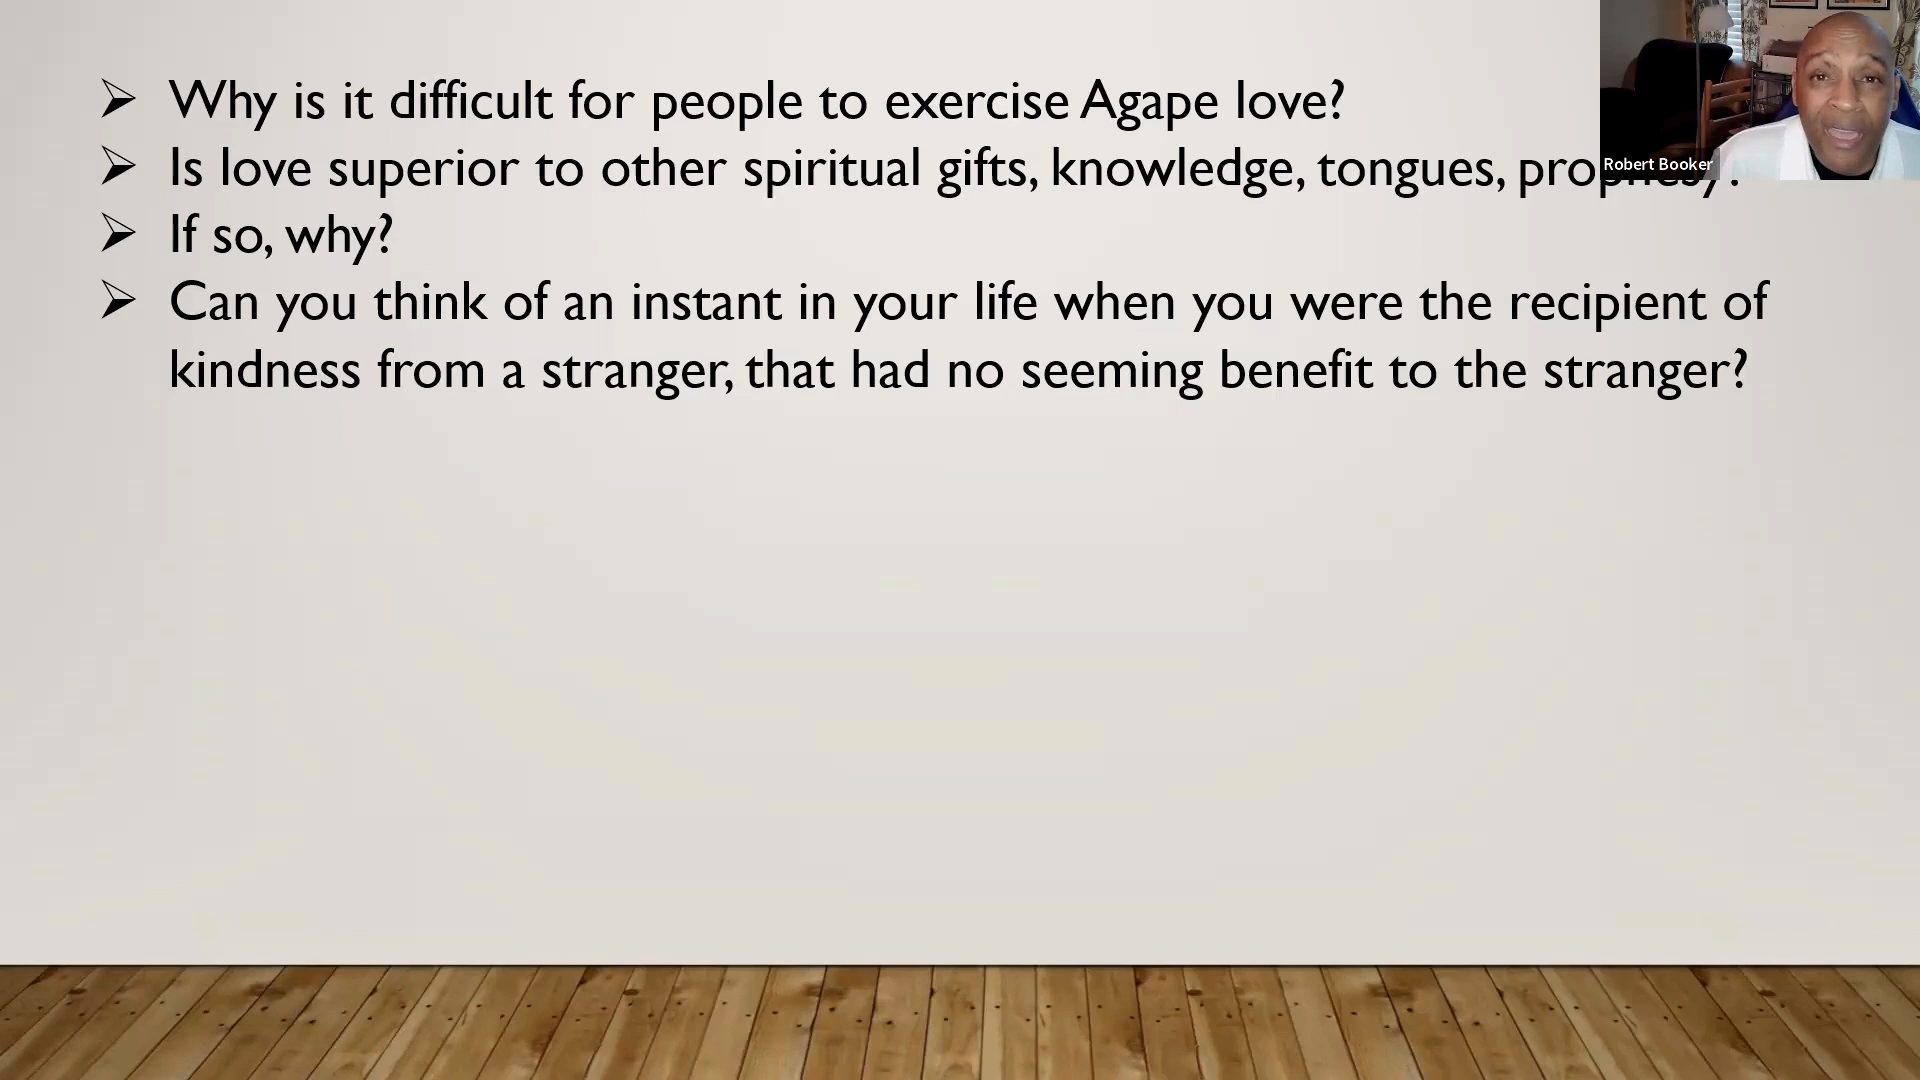 ➢ Why is it difficult for people to exercise Agape love?
➢ Is love superior to other spiritual gifts, knowledge, tongues,
➢ If so, why?
➢ Can you think of an instant in your life when you were the recipient of
kindness from a stranger, that had no seeming benefit to the stranger?
Robert Booker